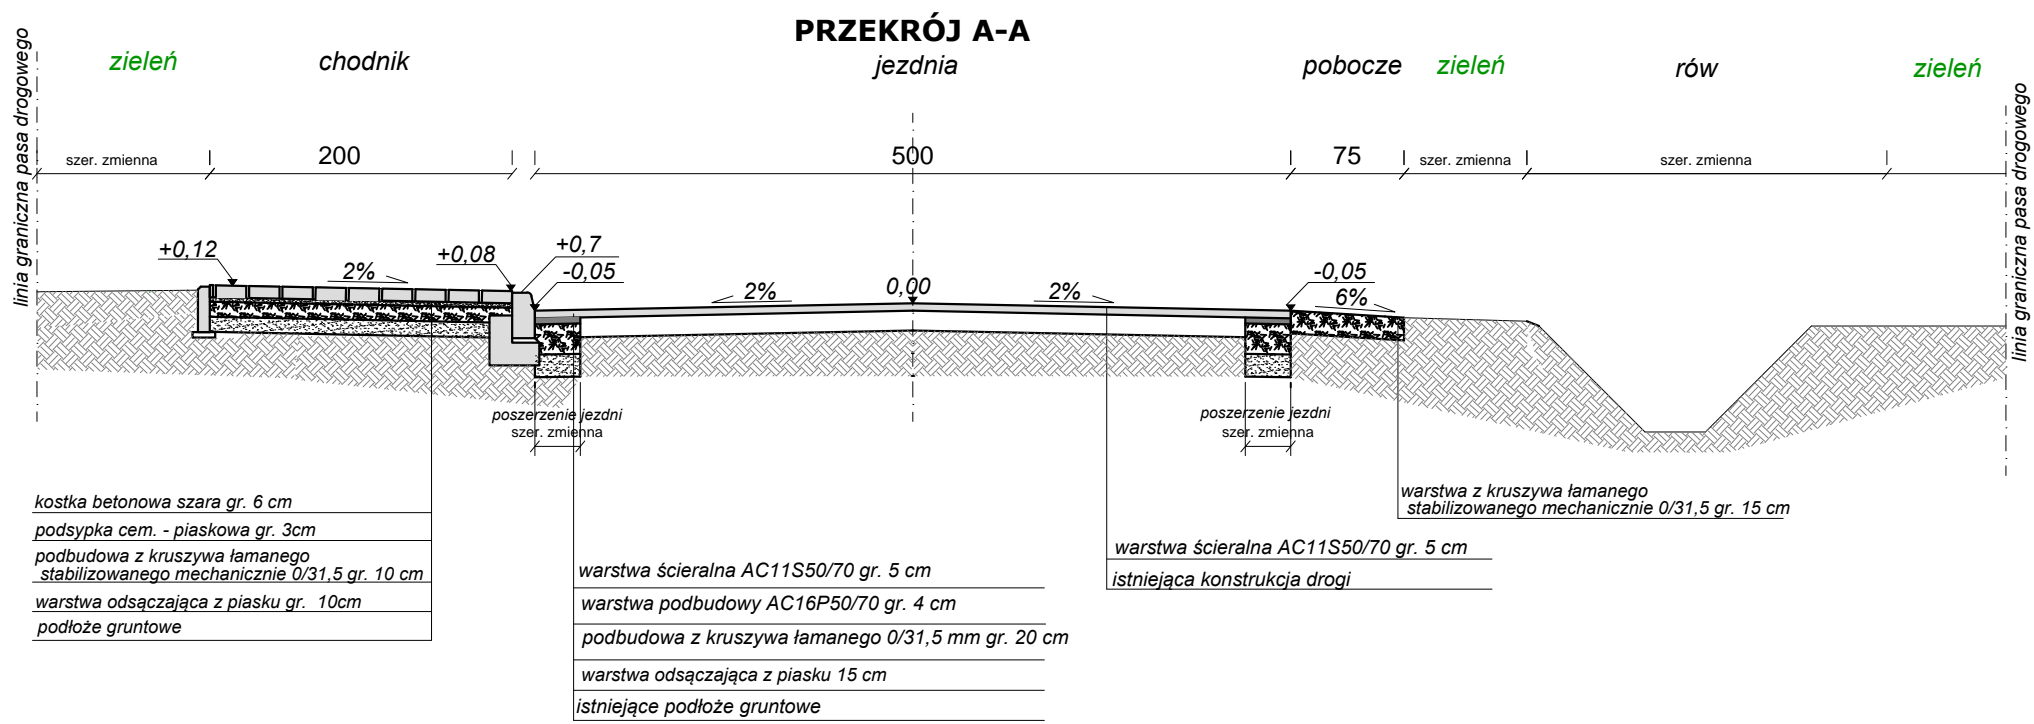 PRZEKRÓJ A-A
zieleń
chodnik
jezdnia
pobocze
zieleń
rów
zieleń
linia graniczna pasa drogowego
szer. zmienna
200
500
75
szer. zmienna
szer. zmienna
linia graniczna pasa drogowego
+0,12
2%
+0,08
+0,7
-0,05
2%
0,00
2%
-0,05
6%
poszerzenie jezdni
szer. zmienna
poszerzenie jezdni
szer. zmienna
kostka betonowa szara gr. 6 cm
podsypka cem. - piaskowa gr. 3cm
podbudowa z kruszywa łamanego
stabilizowanego mechanicznie 0/31,5 gr. 10 cm
warstwa odsączająca z piasku gr. 10cm
podłoże gruntowe
warstwa ścieralna AC11S50/70 gr. 5 cm
warstwa podbudowy AC16P50/70 gr. 4 cm
podbudowa z kruszywa łamanego 0/31,5 mm gr. 20 cm
warstwa odsączająca z piasku 15 cm
istniejące podłoże gruntowe
warstwa ścieralna AC11S50/70 gr. 5 cm
istniejąca konstrukcja drogi
warstwa z kruszywa łamanego
stabilizowanego mechanicznie 0/31,5 gr. 15 cm